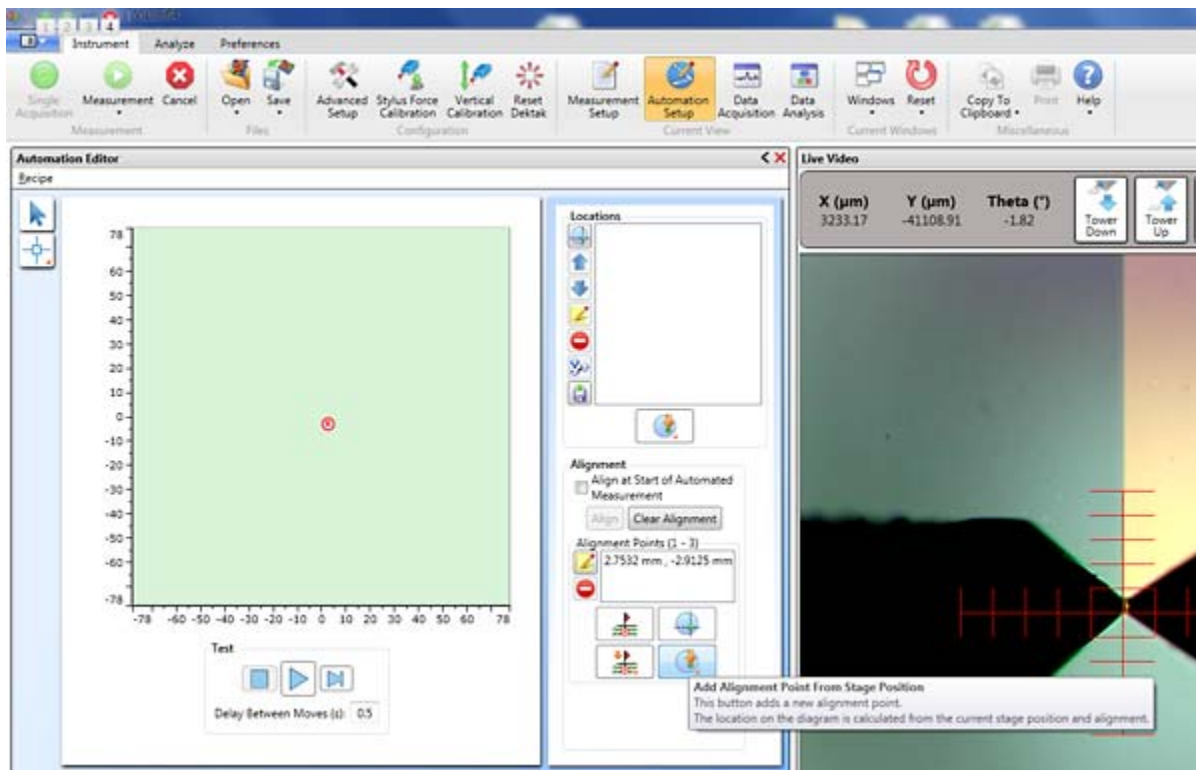 1 2 3 4
Instrument Analyze Preferences
Single Acquisition Measurement Cancel Open Save Advanced Setup Stylus Force Calibration Vertical Calibration Reset Dektak Measurement Setup Automation Setup Data Acquisition Data Analysis Windows Reset Copy To Clipboard Print Help
Measurement Files Configuration Current View Current Windows Miscellaneous
Automation Editor
Recipe
78
60
50
40
30
20
10
0
-10
-20
-30
-40
-50
-60
-78
-78 -60 -50 -40 -30 -20 -10 0 10 20 30 40 50 60 78
Test
Delay Between Moves (s): 0.5
Locations
Alignment
Align at Start of Automated
Measurement
Align Clear Alignment
Alignment Points (1 - 3)
2.7532 mm , -2.9125 mm
Live Video
X (µm) Y (µm) Theta (°)
3233.17 -41108.91 -1.82
Tower Down
Tower Up
Add Alignment Point From Stage Position
This button adds a new alignment point.
The location on the diagram is calculated from the current stage position and alignment.